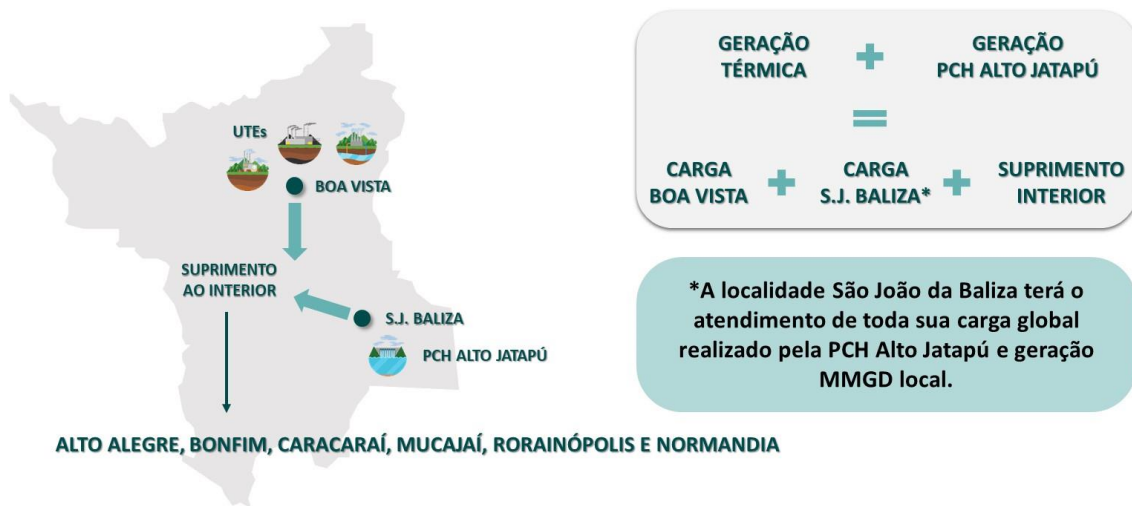 UTEs
BOA VISTA
SUPRIMENTO
AO INTERIOR
S.J. BALIZA
PCH ALTO JATAPÚ
ALTO ALEGRE, BONFIM, CARACARAÍ, MUCAJAÍ, RORAINÓPOLIS E NORMANDIA
GERAÇÃO
TÉRMICA
+
GERAÇÃO
PCH ALTO JATAPÚ
=
CARGA
BOA VISTA
+
CARGA
S.J. BALIZA*
+
SUPRIMENTO
INTERIOR
*A localidade São João da Baliza terá o
atendimento de toda sua carga global
realizado pela PCH Alto Jatapú e geração
MMGD local.